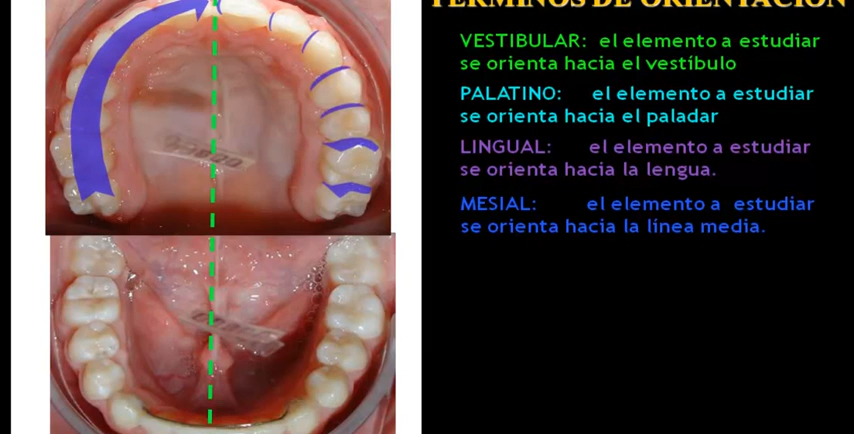 TÉRMINOS DE ORIENTACIÓN
VESTIBULAR: el elemento a estudiar
se orienta hacia el vestíbulo
PALATINO: el elemento a estudiar
se orienta hacia el paladar
LINGUAL: el elemento a estudiar
se orienta hacia la lengua.
MESIAL: el elemento a estudiar
se orienta hacia la línea media.